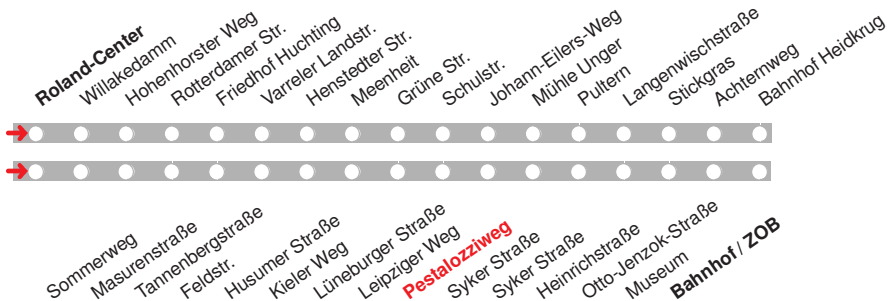 Roland-Center
Willakedamm
Hohenhorster Weg
Rotterdamer Str.
Friedhof Huchting
Varreler Landstr.
Henstedter Str.
Meenheit
Grüne Str.
Schulstr.
Johann-Eilers-Weg
Mühle Unger
Pultern
Langenwischstraße
Stickgras
Achternweg
Bahnhof Heidkrug
Sommerweg
Masurenstraße
Tannenbergstraße
Feldstr.
Husumer Straße
Kieler Weg
Lüneburger Straße
Leipziger Weg
Pestalozziweg
Syker Straße
Syker Straße
Heinrichstraße
Otto-Jenzok-Straße
Museum
Bahnhof / ZOB